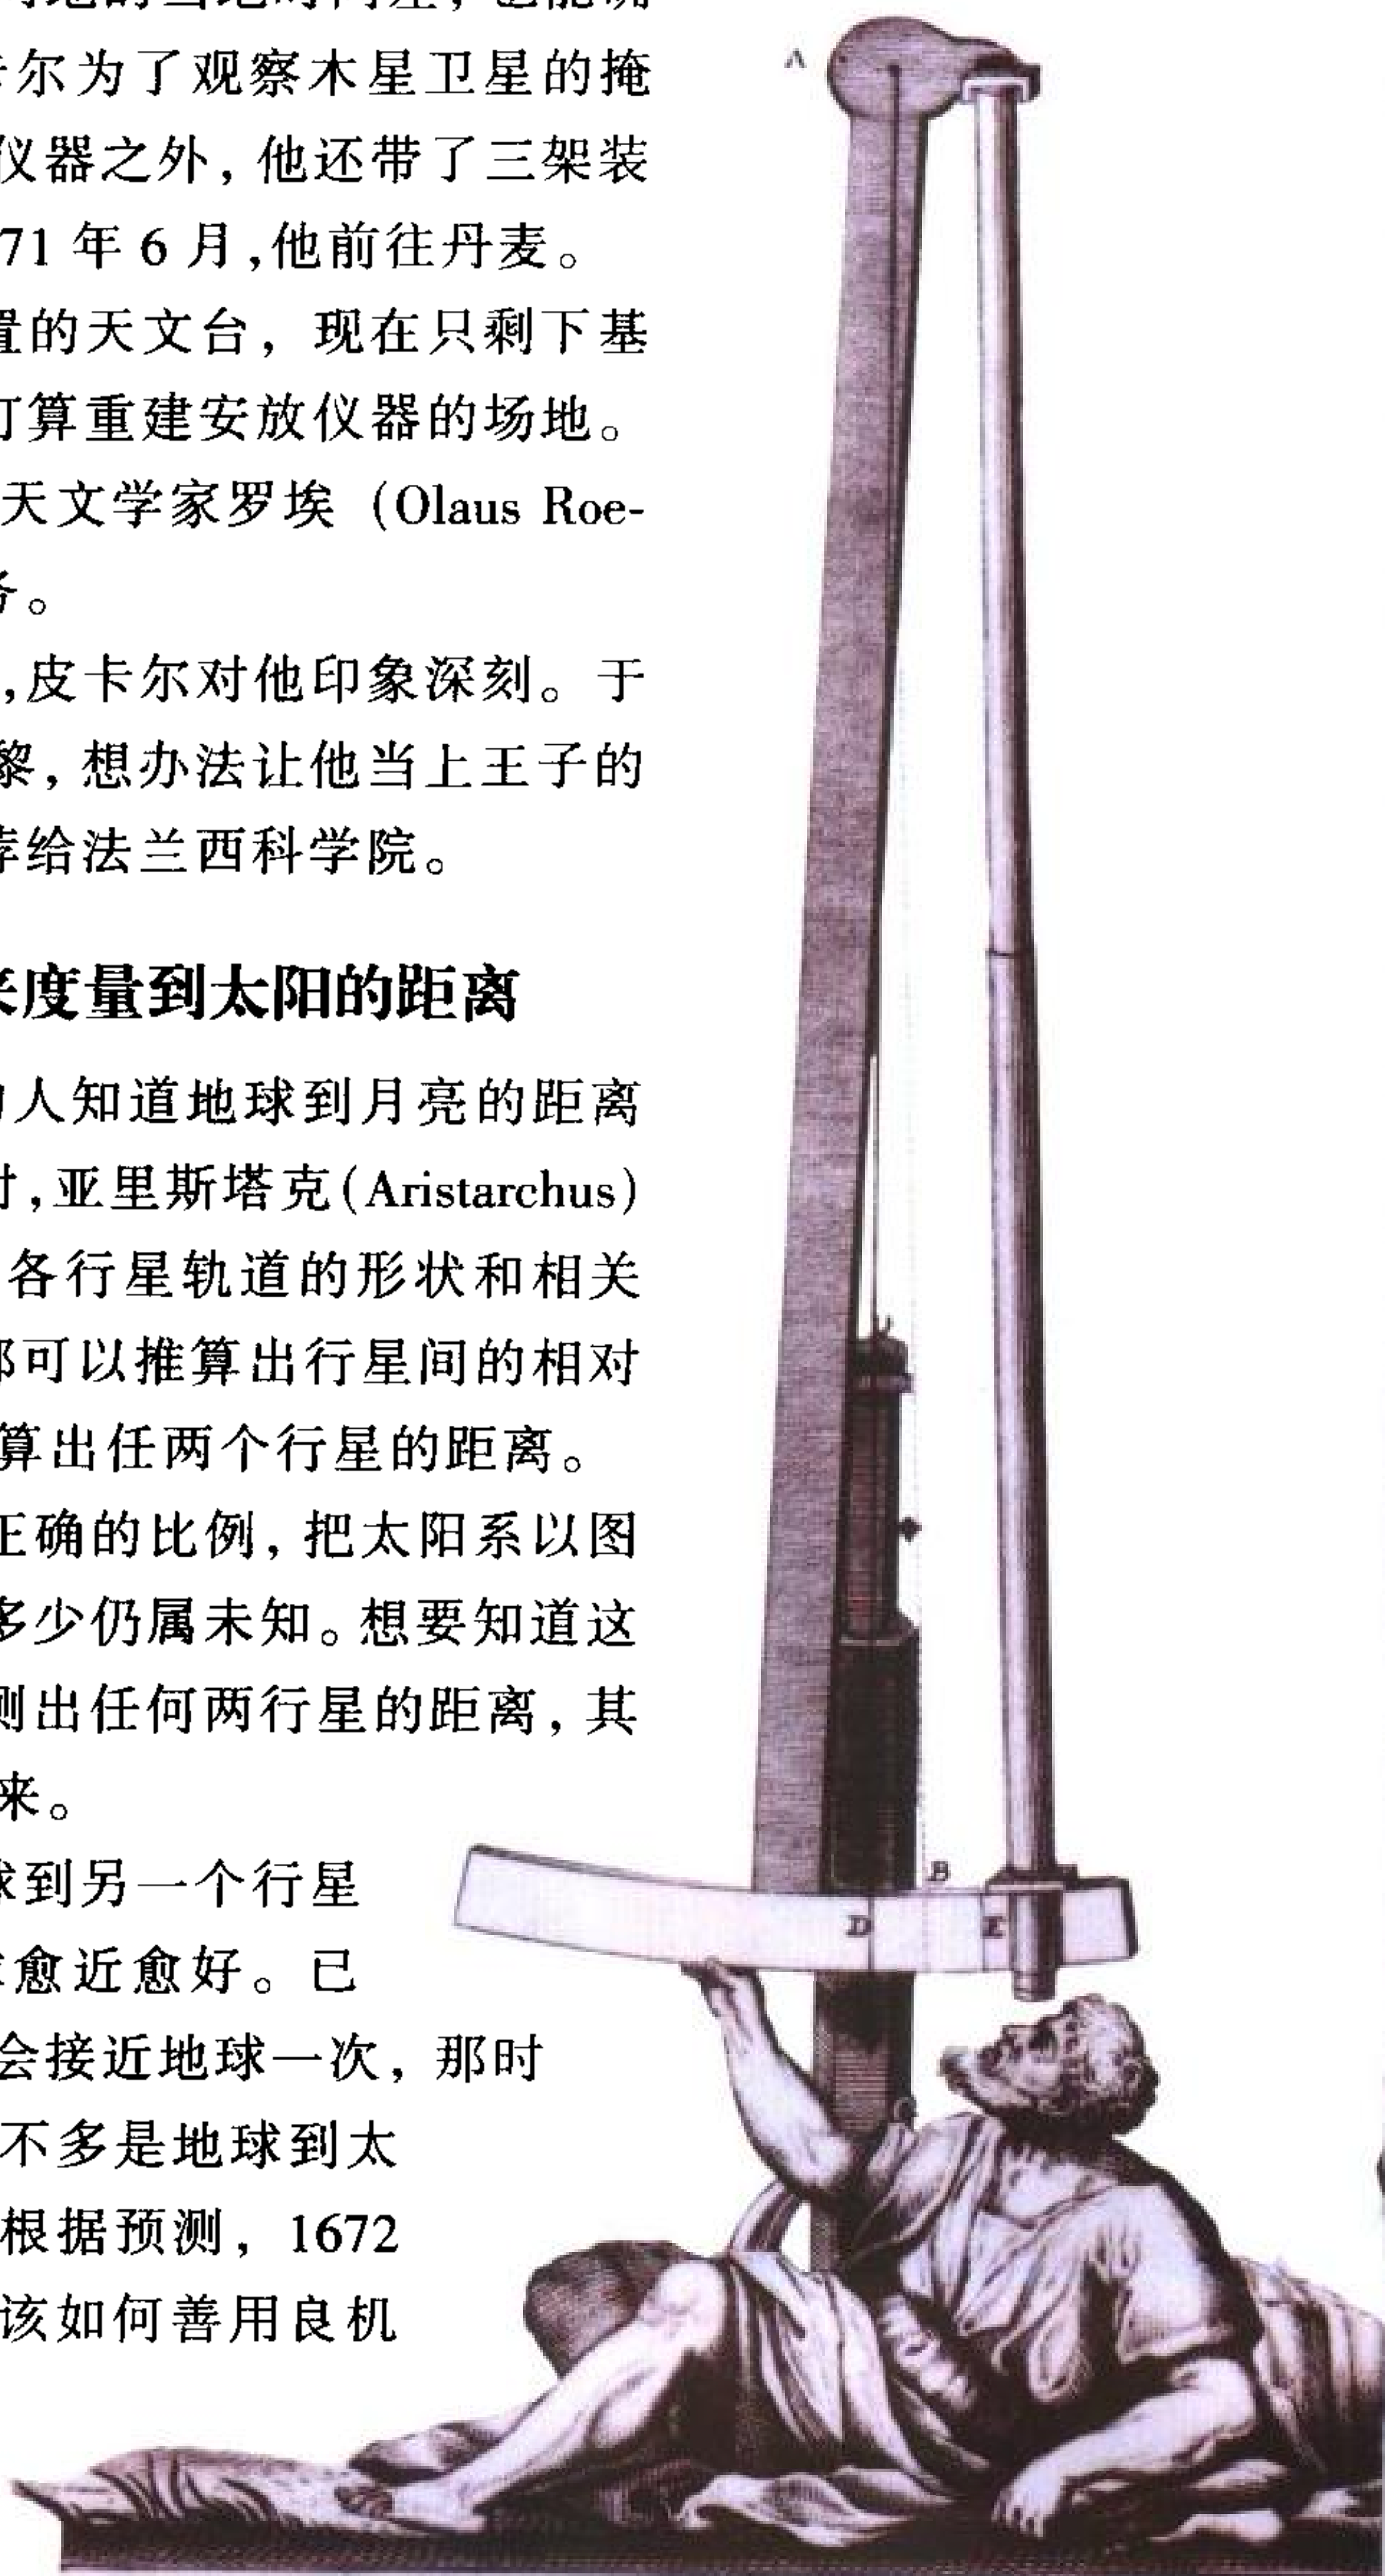 尔为了观察木星卫星的掩
仪器之外，他还带了三架装
71 年 6 月，他前往丹麦。
置的天文台，现在只剩下基
打算重建安放仪器的场地。
天文学家罗埃（Olaus Roe-
务。
，皮卡尔对他印象深刻。于
黎，想办法让他当上王子的
荐给法兰西科学院。
来度量到太阳的距离
人知道地球到月亮的距离
时，亚里斯塔克（Aristarchus）
各行星轨道的形状和相关
都可以推算出行星间的相对
算出任两个行星的距离。
正确的比例，把太阳系以图
多少仍属未知。想要知道这
测出任何两行星的距离，其
来。
球到另一个行星
愈近愈好。已
会接近地球一次，那时
不多是地球到太
根据预测，1672
该如何善用良机
A
B
D
E